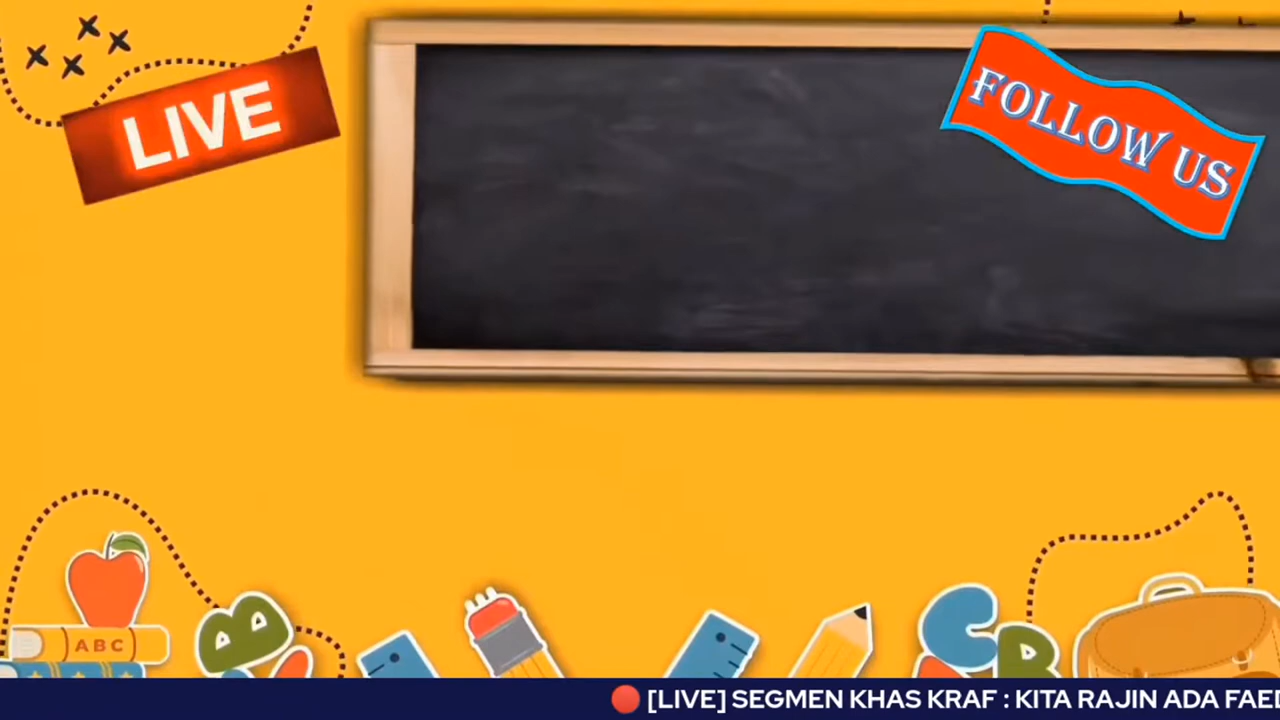 LIVE
FOLLOW US
ABC
B
C
B
[LIVE] SEGMEN KHAS KRAF : KITA RAJIN ADA